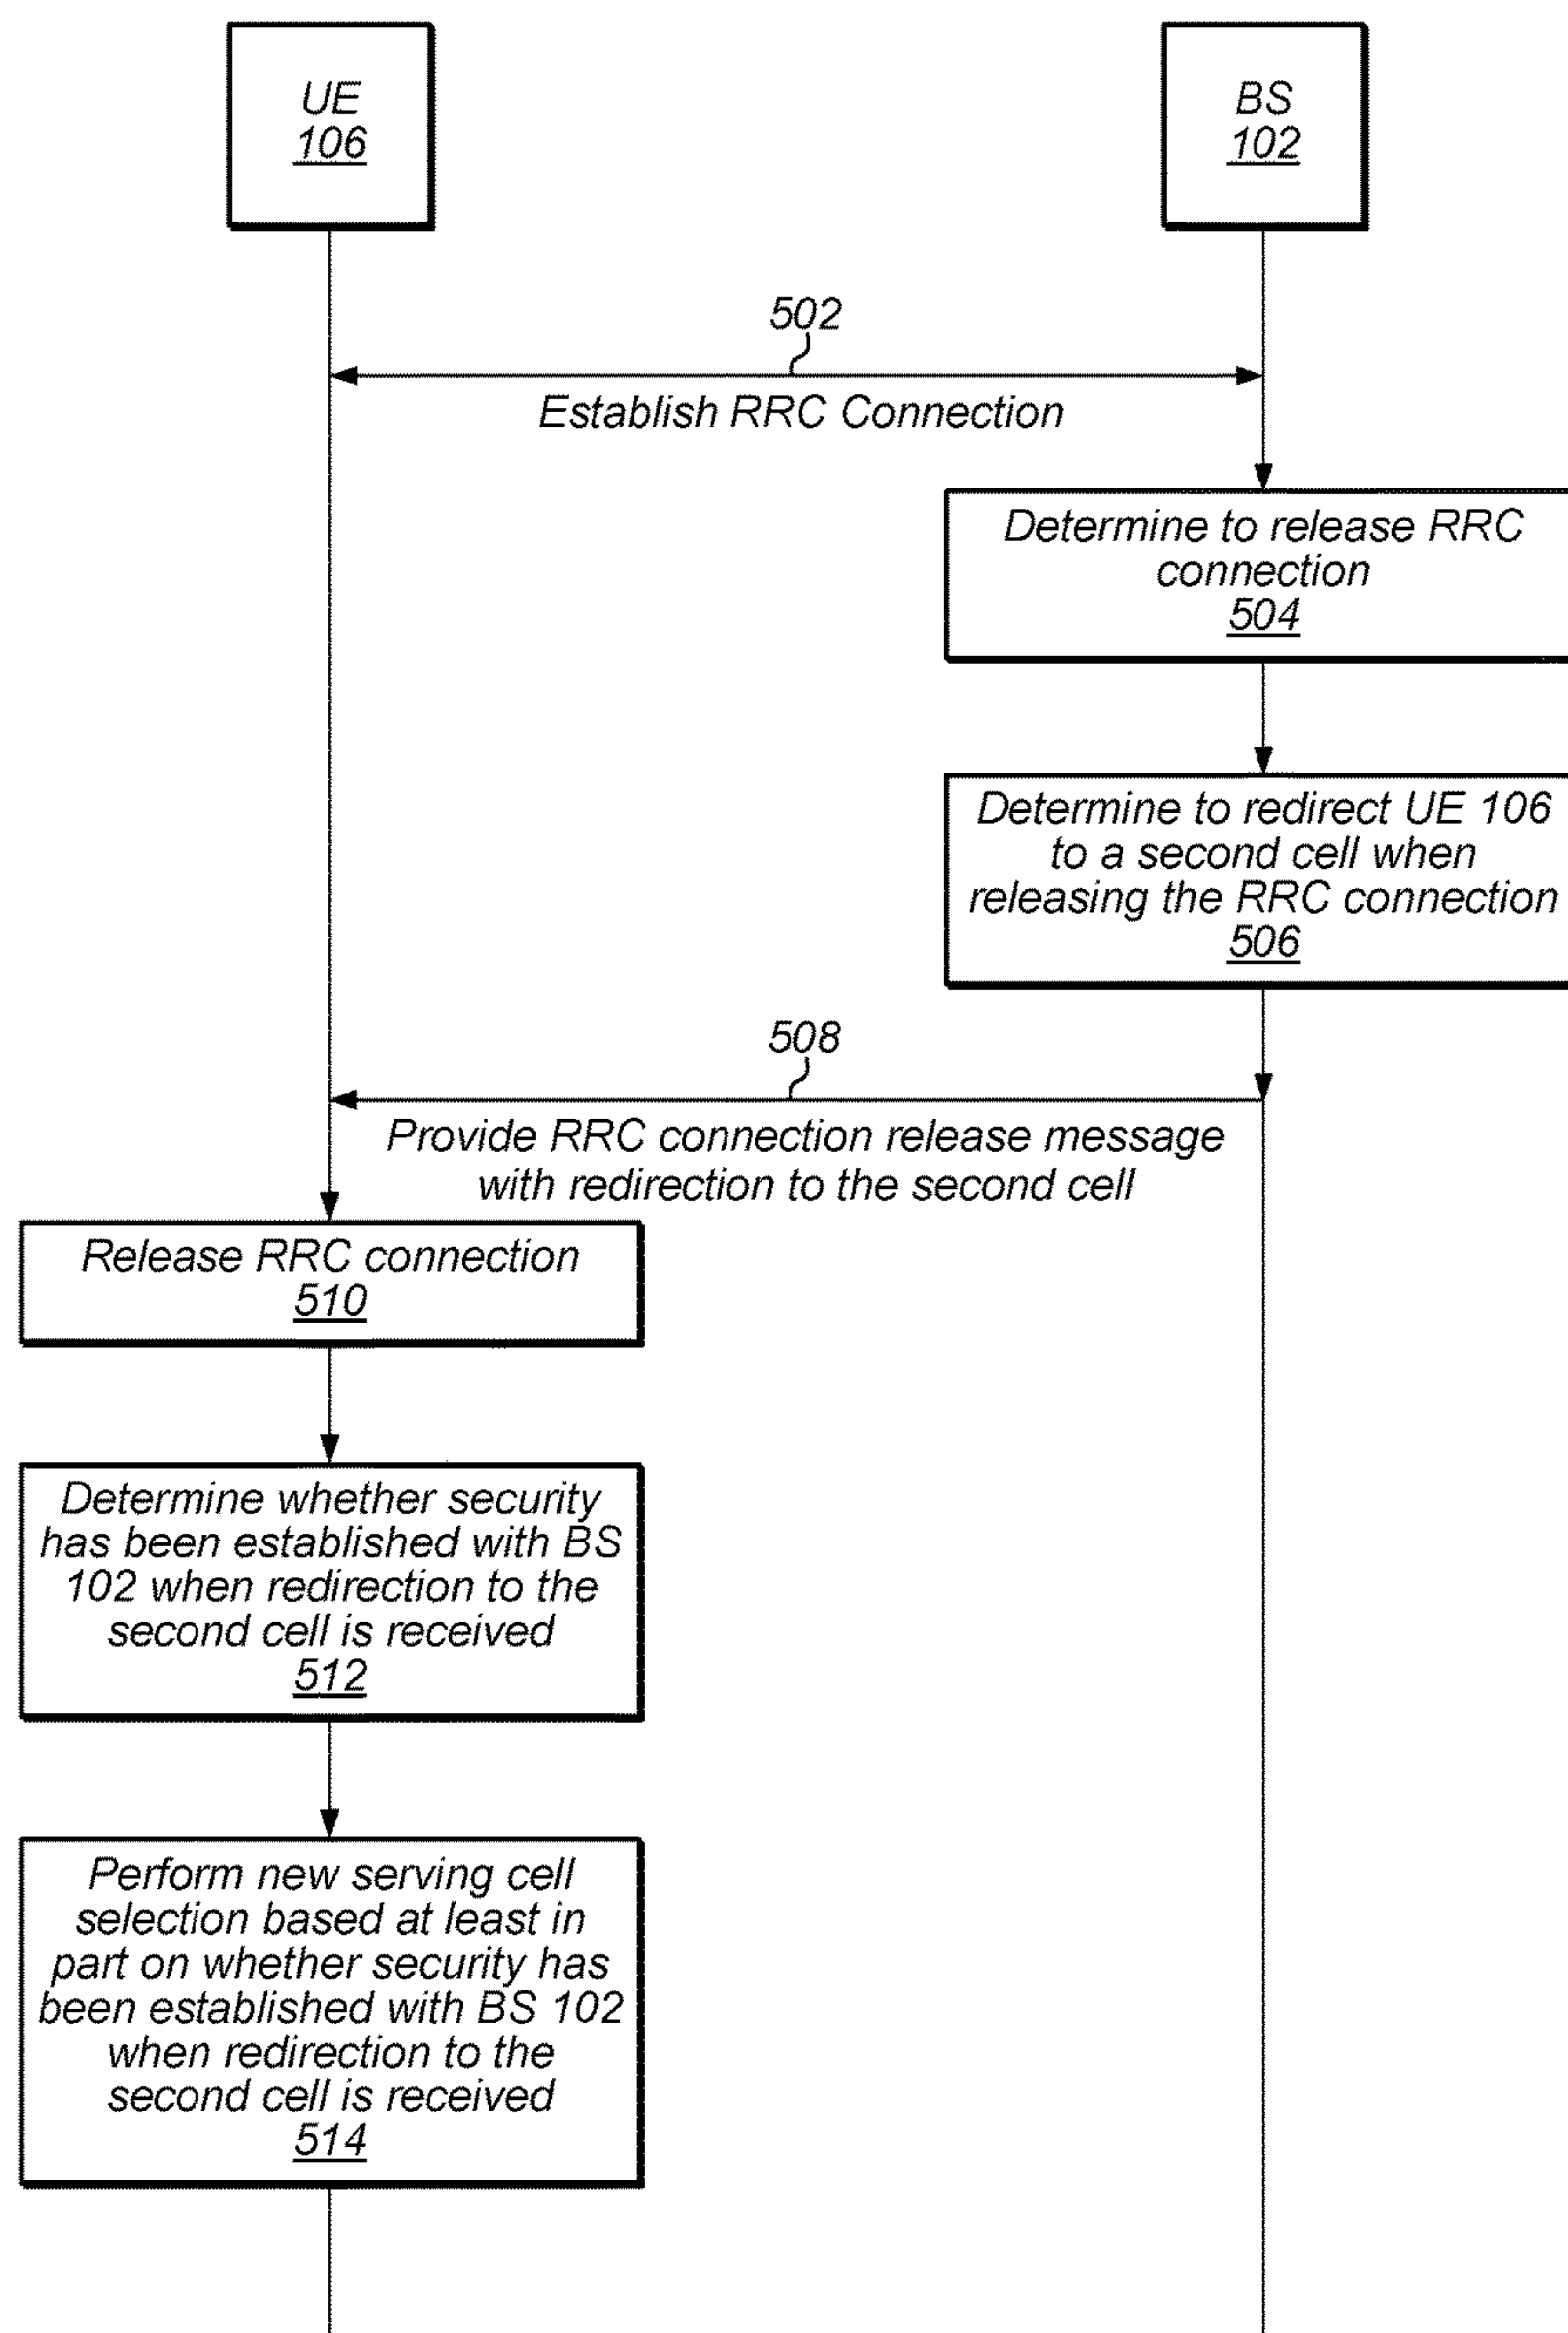 UE
106
BS
102
502
Establish RRC Connection
Determine to release RRC
connection
504
Determine to redirect UE 106
to a second cell when
releasing the RRC connection
506
508
Provide RRC connection release message
with redirection to the second cell
Release RRC connection
510
Determine whether security
has been established with BS
102 when redirection to the
second cell is received
512
Perform new serving cell
selection based at least in
part on whether security has
been established with BS 102
when redirection to the
second cell is received
514